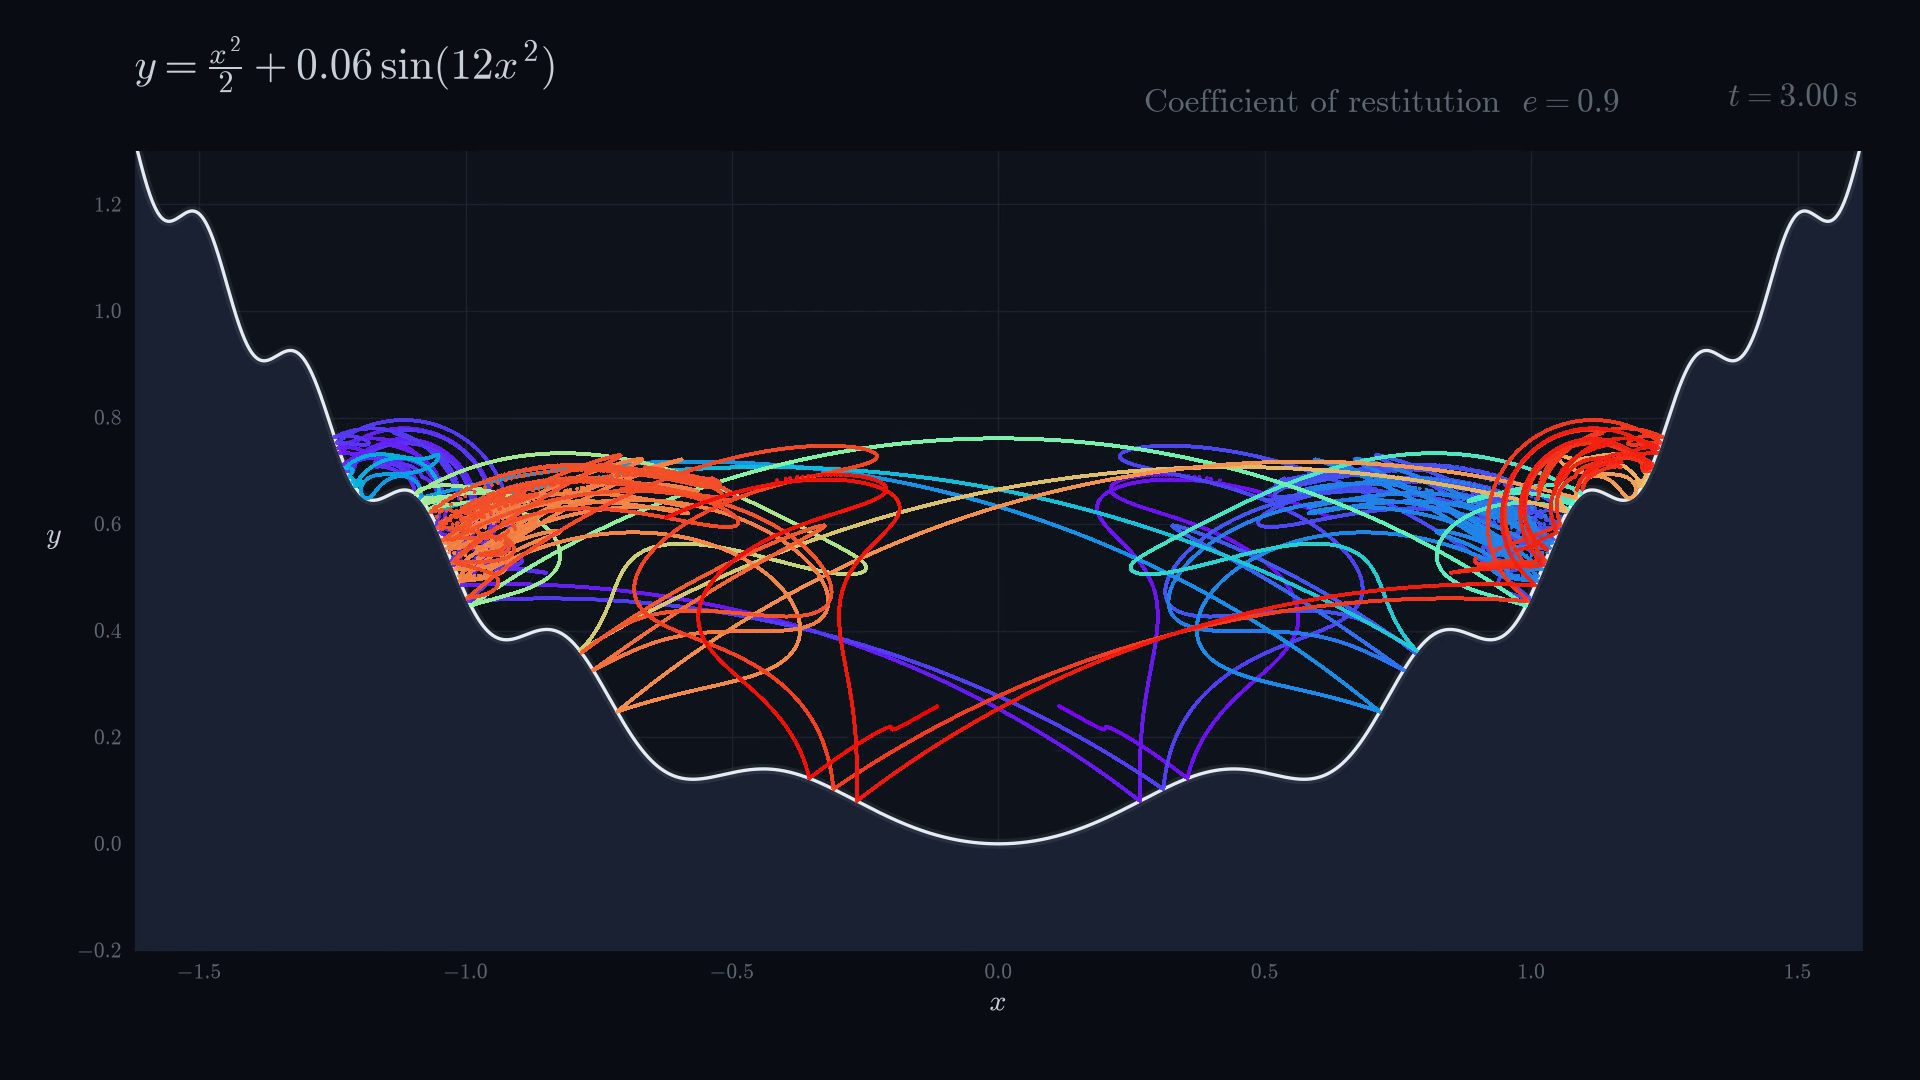 y = x²/2 + 0.06 sin(12x²)
Coefficient of restitution e = 0.9
t = 3.00 s
1.2
1.0
0.8
0.6
0.4
0.2
0.0
−0.2
y
−1.5 −1.0 −0.5 0.0 0.5 1.0 1.5
x